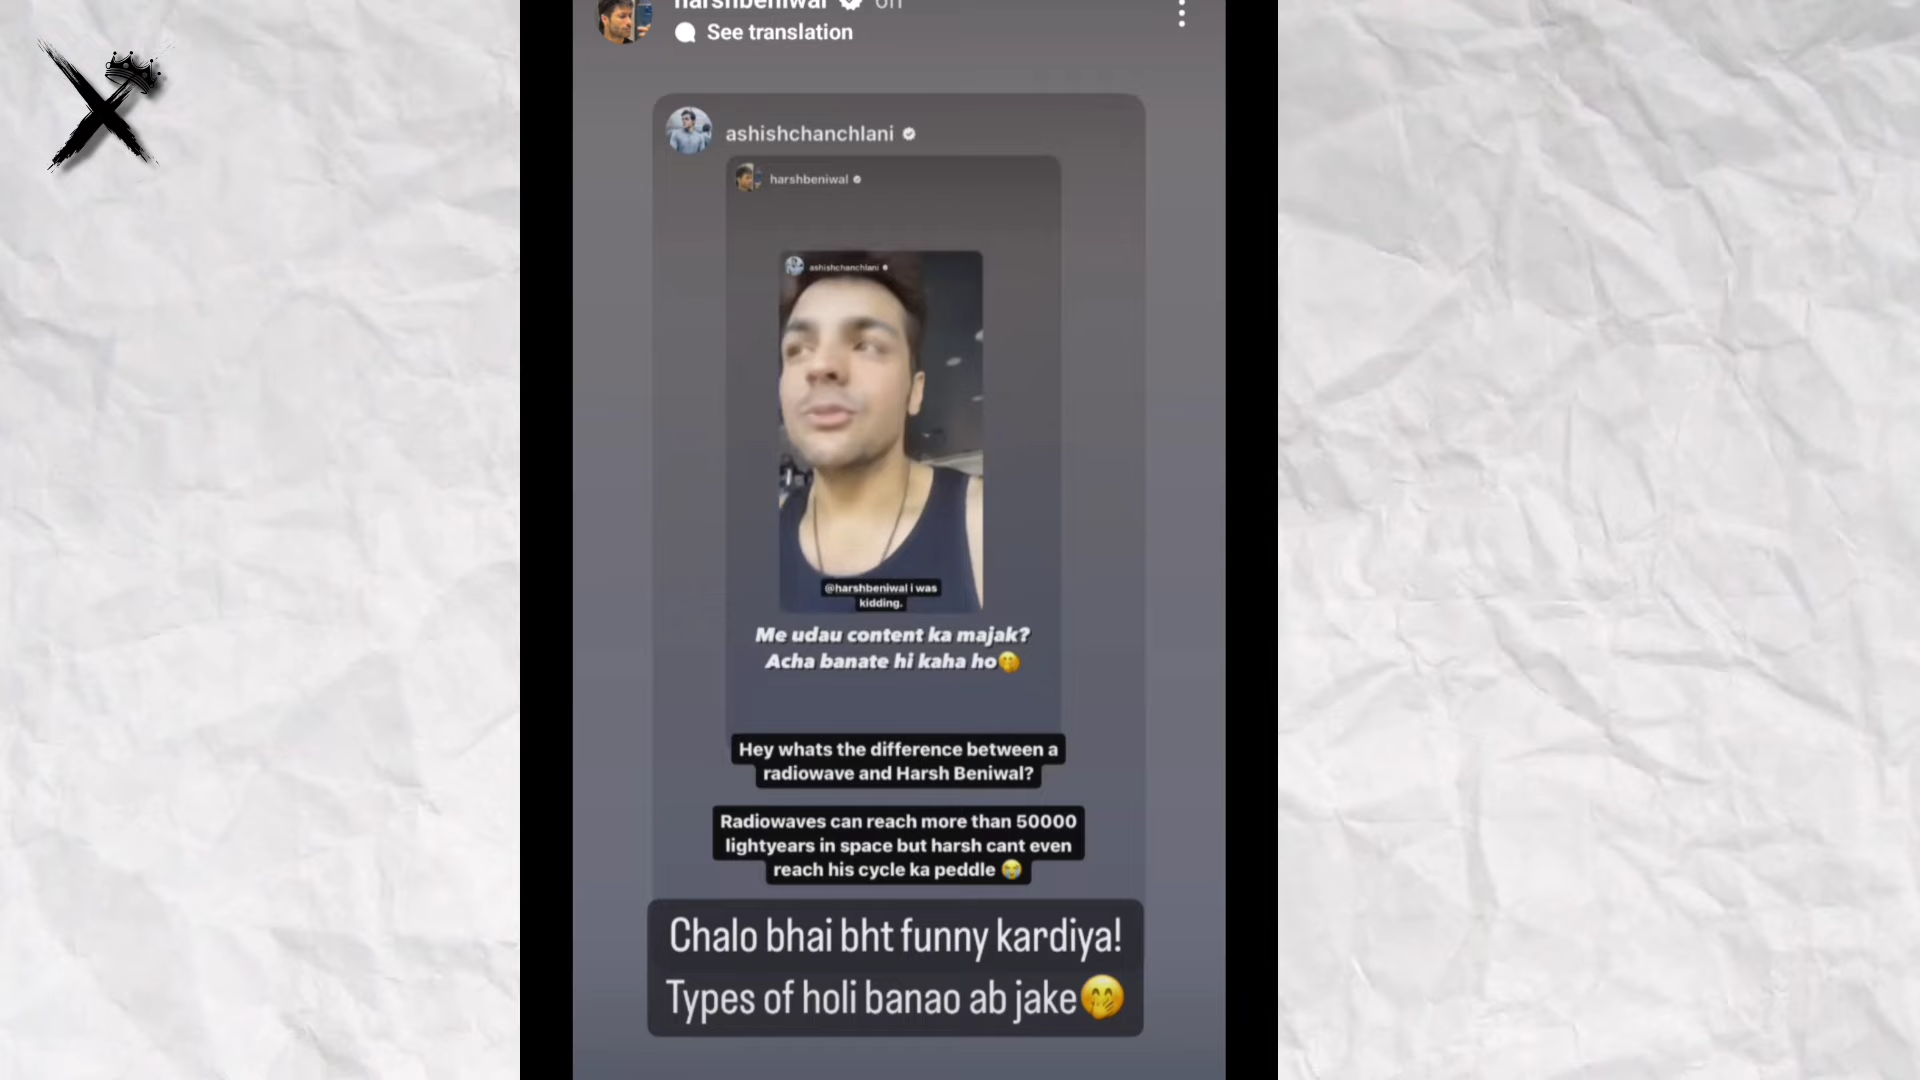 harshbeniwal 6h
See translation
ashishchanchlani
harshbeniwal
ashishchanchlani
@harshbeniwal i was
kidding.
Me udau content ka majak?
Acha banate hi kaha ho🤭
Hey whats the difference between a
radiowave and Harsh Beniwal?
Radiowaves can reach more than 50000
lightyears in space but harsh cant even
reach his cycle ka peddle 😭
Chalo bhai bht funny kardiya!
Types of holi banao ab jake🤭